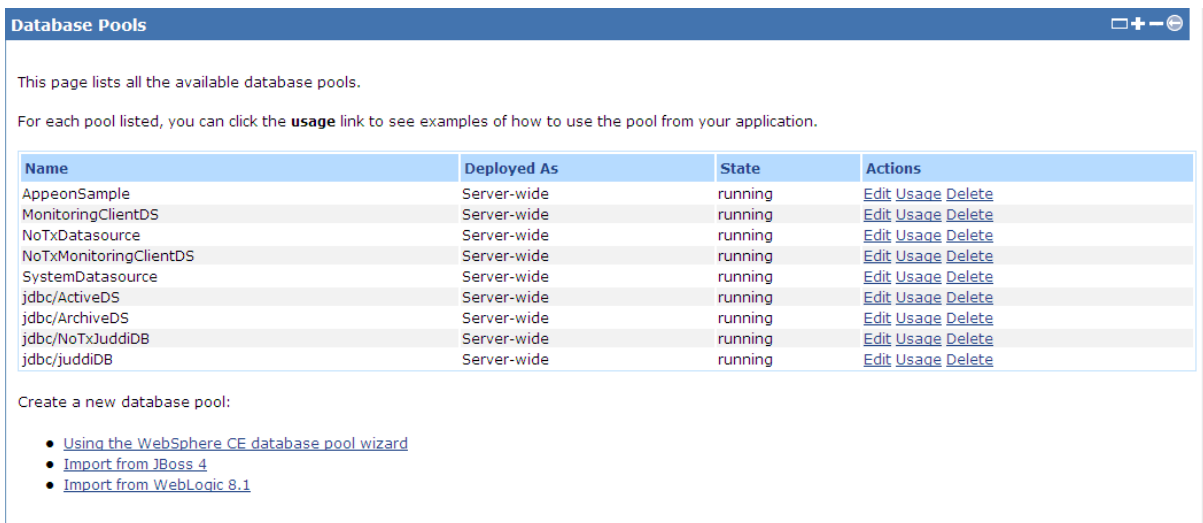 Database Pools
This page lists all the available database pools.
For each pool listed, you can click the usage link to see examples of how to use the pool from your application.
Name Deployed As State Actions
AppeonSample Server-wide running Edit Usage Delete
MonitoringClientDS Server-wide running Edit Usage Delete
NoTxDatasource Server-wide running Edit Usage Delete
NoTxMonitoringClientDS Server-wide running Edit Usage Delete
SystemDatasource Server-wide running Edit Usage Delete
jdbc/ActiveDS Server-wide running Edit Usage Delete
jdbc/ArchiveDS Server-wide running Edit Usage Delete
jdbc/NoTxJuddiDB Server-wide running Edit Usage Delete
jdbc/juddiDB Server-wide running Edit Usage Delete
Create a new database pool:
• Using the WebSphere CE database pool wizard
• Import from JBoss 4
• Import from WebLogic 8.1